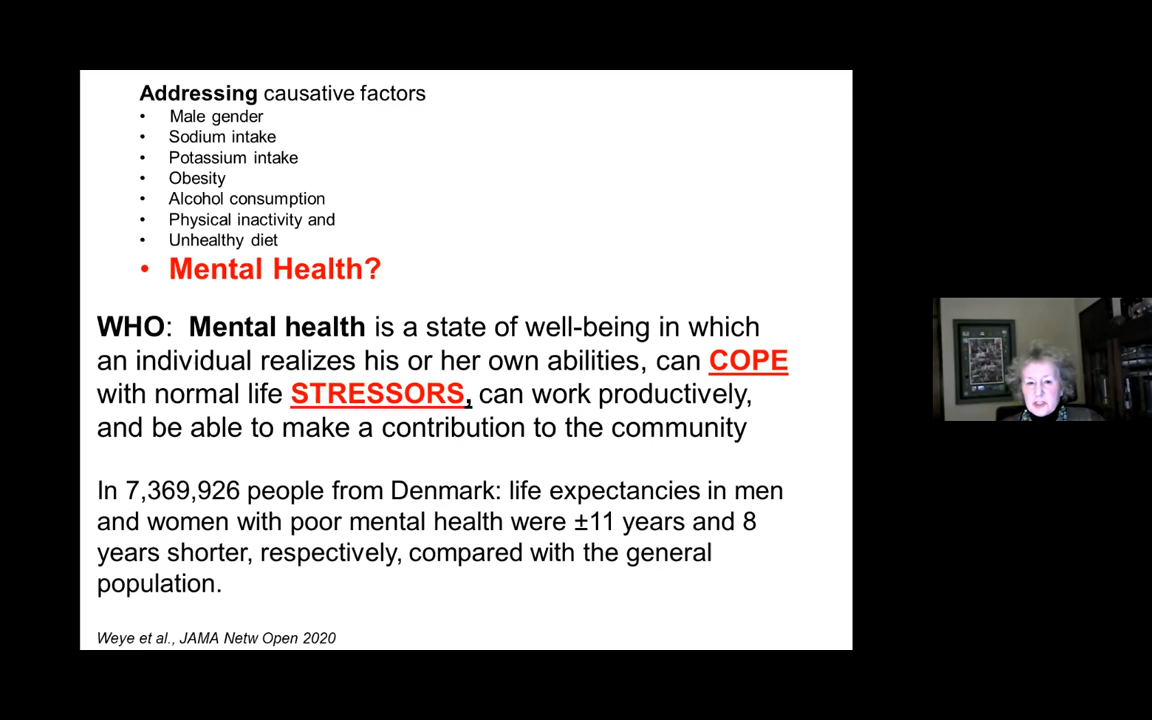 Addressing causative factors
• Male gender
• Sodium intake
• Potassium intake
• Obesity
• Alcohol consumption
• Physical inactivity and
• Unhealthy diet
• Mental Health?
WHO: Mental health is a state of well-being in which
an individual realizes his or her own abilities, can COPE
with normal life STRESSORS, can work productively,
and be able to make a contribution to the community
In 7,369,926 people from Denmark: life expectancies in men
and women with poor mental health were ±11 years and 8
years shorter, respectively, compared with the general
population.
Weye et al., JAMA Netw Open 2020